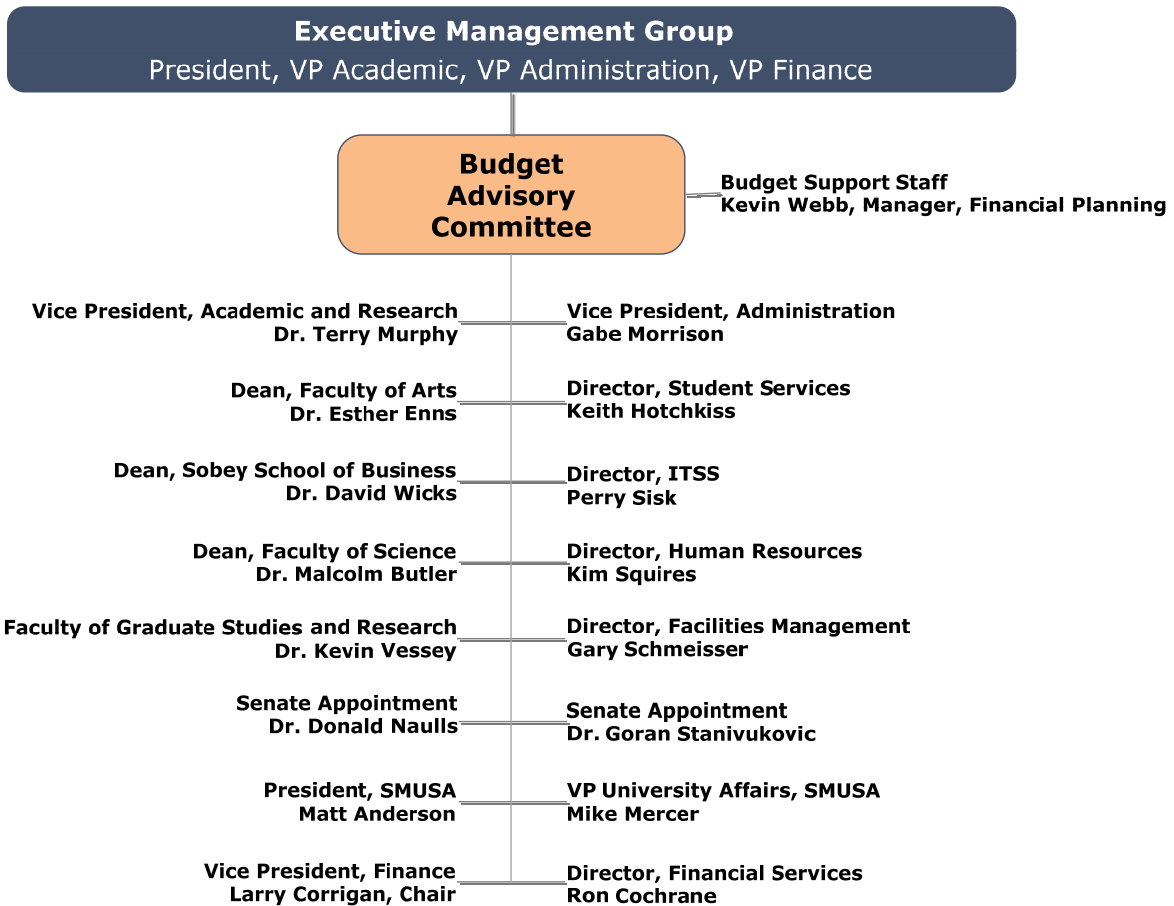 Executive Management Group
President, VP Academic, VP Administration, VP Finance
Budget
Advisory
Committee
Budget Support Staff
Kevin Webb, Manager, Financial Planning
Vice President, Academic and Research
Dr. Terry Murphy
Vice President, Administration
Gabe Morrison
Dean, Faculty of Arts
Dr. Esther Enns
Director, Student Services
Keith Hotchkiss
Dean, Sobey School of Business
Dr. David Wicks
Director, ITSS
Perry Sisk
Dean, Faculty of Science
Dr. Malcolm Butler
Director, Human Resources
Kim Squires
Faculty of Graduate Studies and Research
Dr. Kevin Vessey
Director, Facilities Management
Gary Schmeisser
Senate Appointment
Dr. Donald Naulls
Senate Appointment
Dr. Goran Stanivukovic
President, SMUSA
Matt Anderson
VP University Affairs, SMUSA
Mike Mercer
Vice President, Finance
Larry Corrigan, Chair
Director, Financial Services
Ron Cochrane